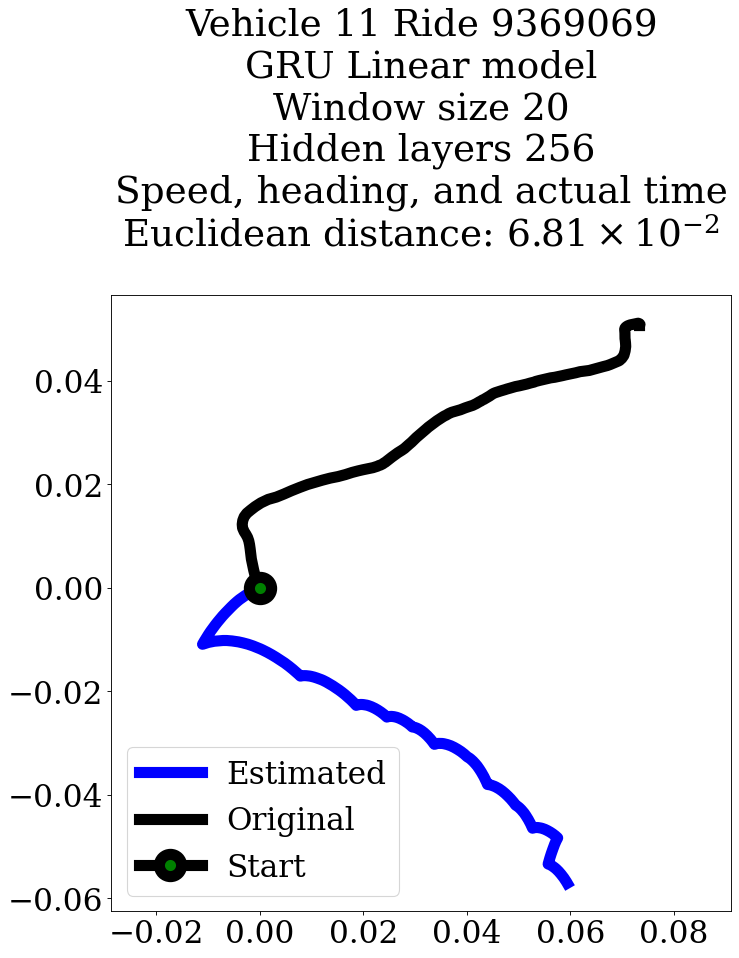 Vehicle 11 Ride 9369069
GRU Linear model
Window size 20
Hidden layers 256
Speed, heading, and actual time
Euclidean distance: 6.81 × 10⁻²
0.04
0.02
0.00
−0.02
−0.04
−0.06
Estimated
Original
Start
−0.02 0.00 0.02 0.04 0.06 0.08